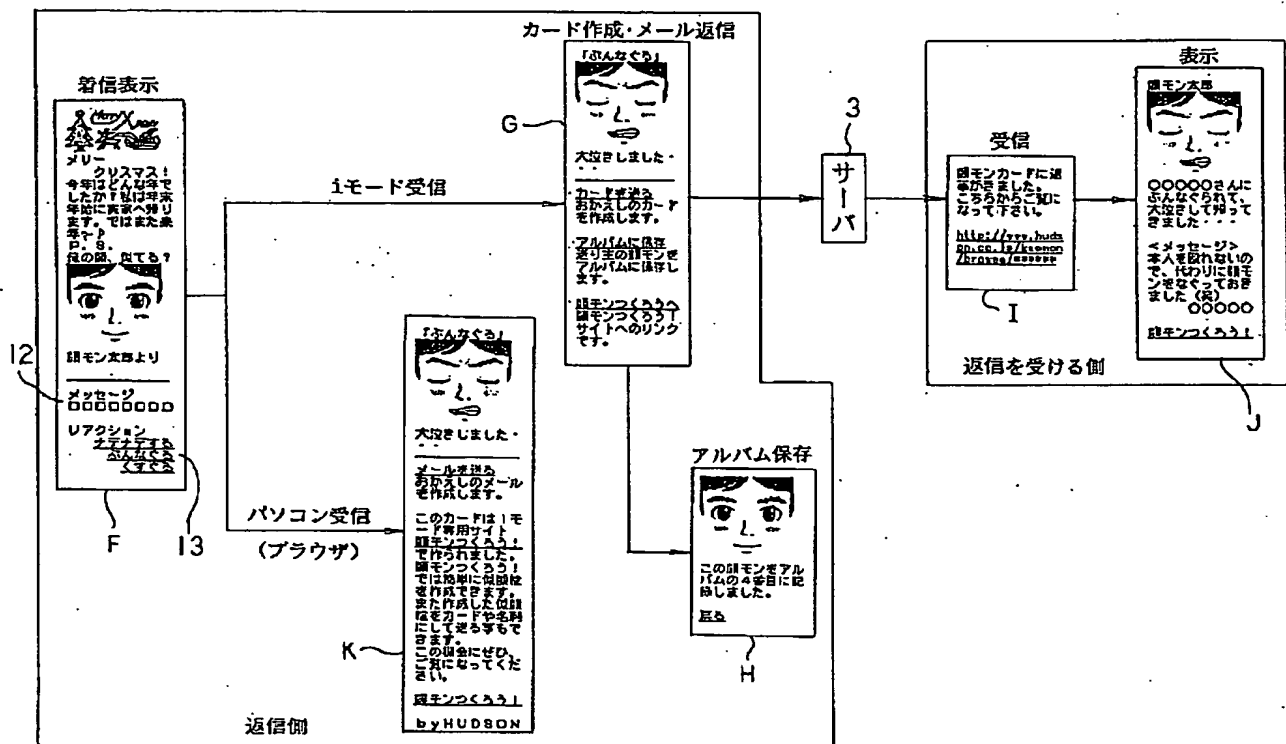 着信表示
Happy X'mas
メリー
クリスマス!
今年はどんな年で
したか?私は年末
年始に実家へ帰り
ます。ではまた来
年~♪
P.S.
俺の顔、似てる?
顔モン太郎より
12
メッセージ
□□□□□□□□
リアクション
ナデナデする
ぶんなぐる
くすぐる
F
13
iモード受信
パソコン受信
(ブラウザ)
カード作成・メール返信
「ぶんなぐる」
G
大泣きしました・
・・
カードを送る
おかえしのカード
を作成します。
アルバムに保存
送り主の顔モンを
アルバムに保存し
ます。
顔モンつくろうへ
顔モンつくろう!
サイトへのリンク
です。
「ぶんなぐる」
大泣きしました・
・・
メールを送る
おかえしのメール
を作成します。
このカードはiモ
ード専用サイト
顔モンつくろう!
で作られました。
顔モンつくろう!
では簡単に似顔絵
を作成できます。
また作成した似顔
絵をカードや名刺
にして送る事もで
きます。
この機会にぜひ、
ご覧になってくだ
さい。
顔モンつくろう!
byHUDSON
K
返信側
アルバム保存
この顔モンをアル
バムの4番目に記
録しました。
戻る
H
3
サーバ
受信
顔モンカードに返
事がきました。
こちらからご覧に
なって下さい。
I
返信を受ける側
表示
顔モン太郎
○○○○○さんに
ぶんなぐられて、
大泣きして帰って
きました・・・
<メッセージ>
本人を殴れないの
で、代わりに顔モ
ンをなぐっておき
ました(笑)
○○○○○
顔モンつくろう!
J